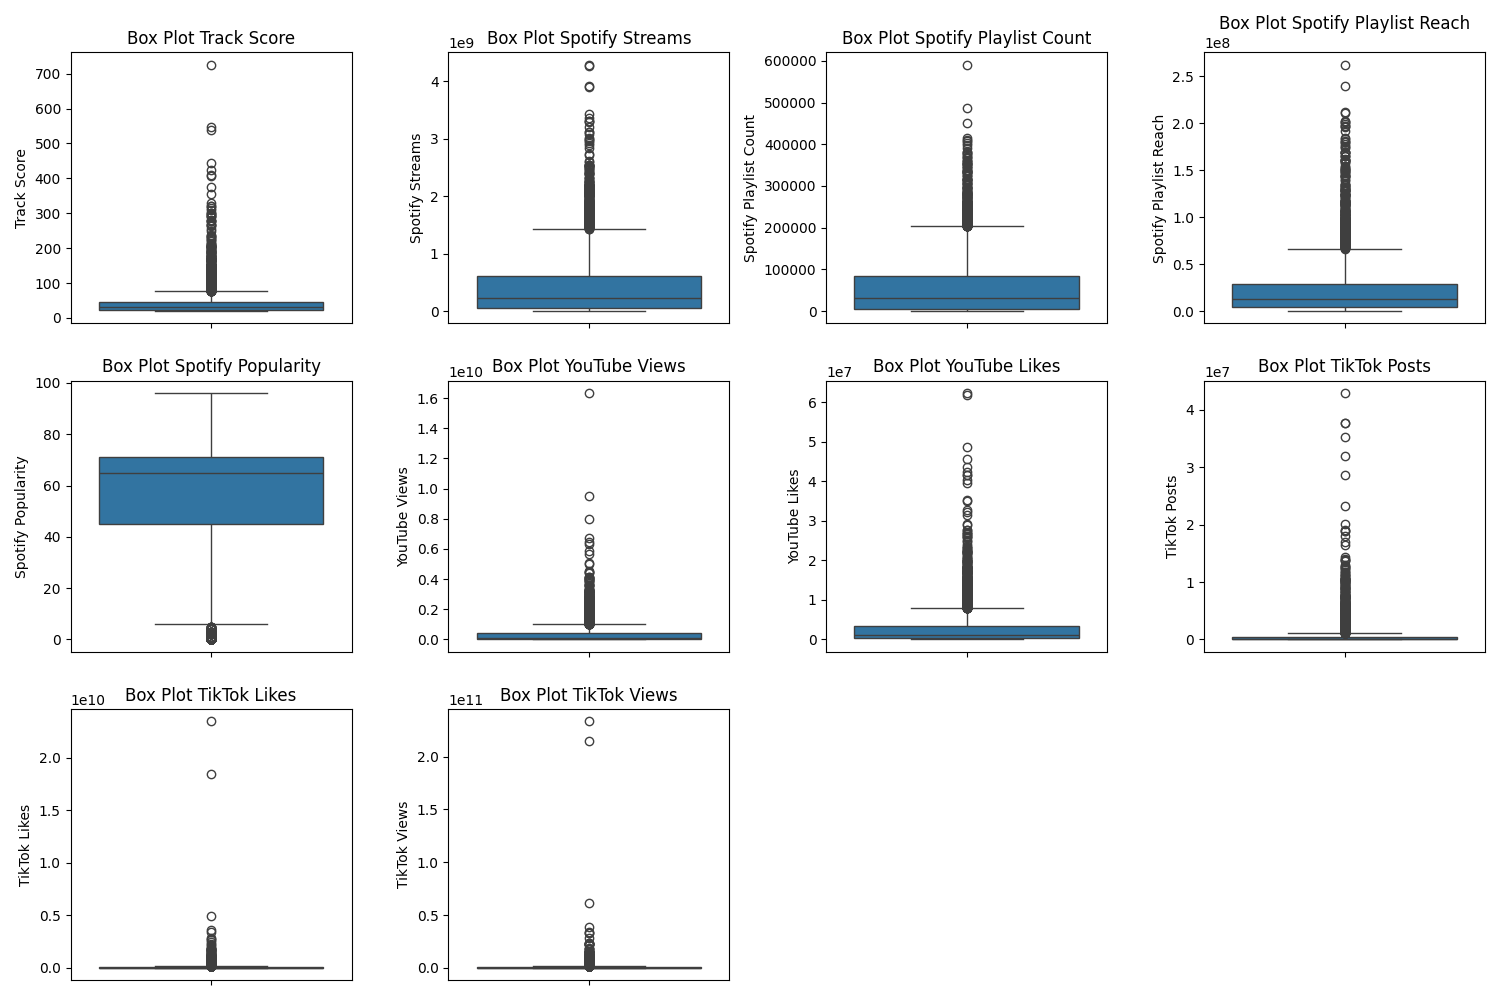 Box Plot Track Score
Track Score
700
600
500
400
300
200
100
0
Box Plot Spotify Streams
1e9
Spotify Streams
4
3
2
1
0
Box Plot Spotify Playlist Count
Spotify Playlist Count
600000
500000
400000
300000
200000
100000
0
Box Plot Spotify Playlist Reach
1e8
Spotify Playlist Reach
2.5
2.0
1.5
1.0
0.5
0.0
Box Plot Spotify Popularity
Spotify Popularity
100
80
60
40
20
0
Box Plot YouTube Views
1e10
YouTube Views
1.6
1.4
1.2
1.0
0.8
0.6
0.4
0.2
0.0
Box Plot YouTube Likes
1e7
YouTube Likes
6
5
4
3
2
1
0
Box Plot TikTok Posts
1e7
TikTok Posts
4
3
2
1
0
Box Plot TikTok Likes
1e10
TikTok Likes
2.0
1.5
1.0
0.5
0.0
Box Plot TikTok Views
1e11
TikTok Views
2.0
1.5
1.0
0.5
0.0